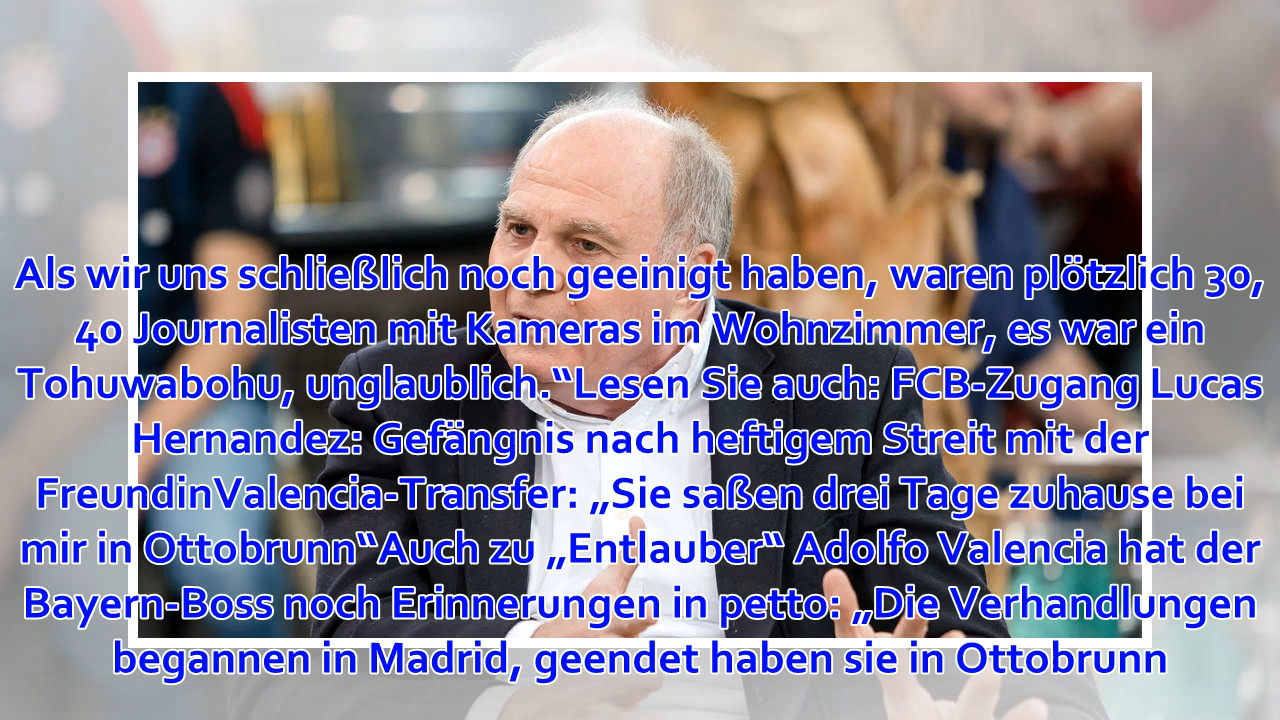 Als wir uns schließlich noch geeinigt haben, waren plötzlich 30,
40 Journalisten mit Kameras im Wohnzimmer, es war ein
Tohuwabohu, unglaublich.“Lesen Sie auch: FCB-Zugang Lucas
Hernandez: Gefängnis nach heftigem Streit mit der
FreundinValencia-Transfer: „Sie saßen drei Tage zuhause bei
mir in Ottobrunn“Auch zu „Entlauber“ Adolfo Valencia hat der
Bayern-Boss noch Erinnerungen in petto: „Die Verhandlungen
begannen in Madrid, geendet haben sie in Ottobrunn